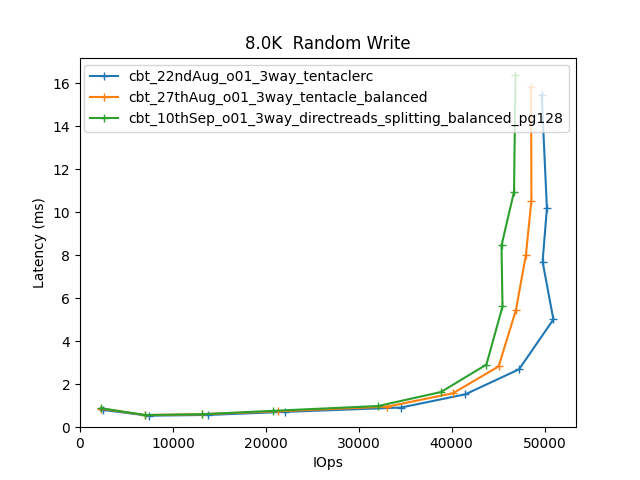 8.0K  Random Write
cbt_22ndAug_o01_3way_tentaclerc
cbt_27thAug_o01_3way_tentacle_balanced
cbt_10thSep_o01_3way_directreads_splitting_balanced_pg128
Latency (ms)
16
14
12
10
8
6
4
2
0
0 10000 20000 30000 40000 50000
IOps